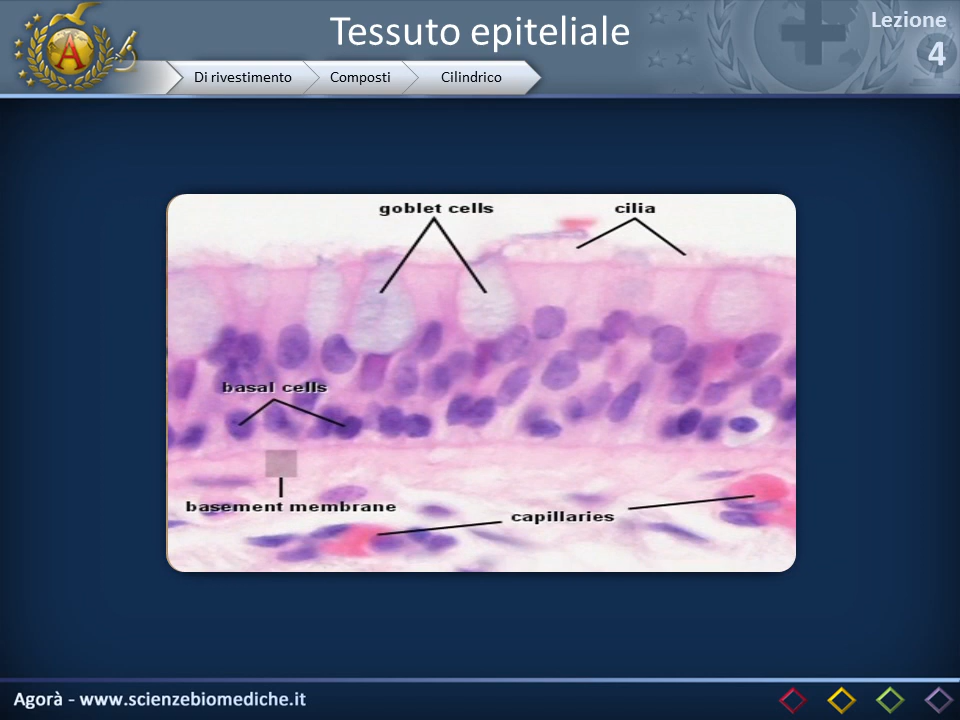 Tessuto epiteliale
Lezione
4
Di rivestimento
Composti
Cilindrico
A
goblet cells
cilia
basal cells
basement membrane
capillaries
Agorà - www.scienzebiomediche.it